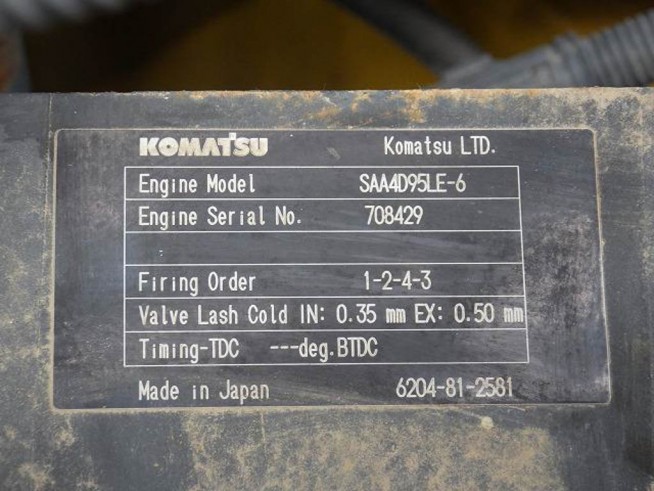 KOMATSU Komatsu LTD.
Engine Model SAA4D95LE-6
Engine Serial No. 708429
:
Firing Order 1-2-4-3
Valve Lash Cold IN: 0.35 mm EX: 0.50 mm
Timing-TDC ---deg.BTDC
Made in Japan 6204-81-2581